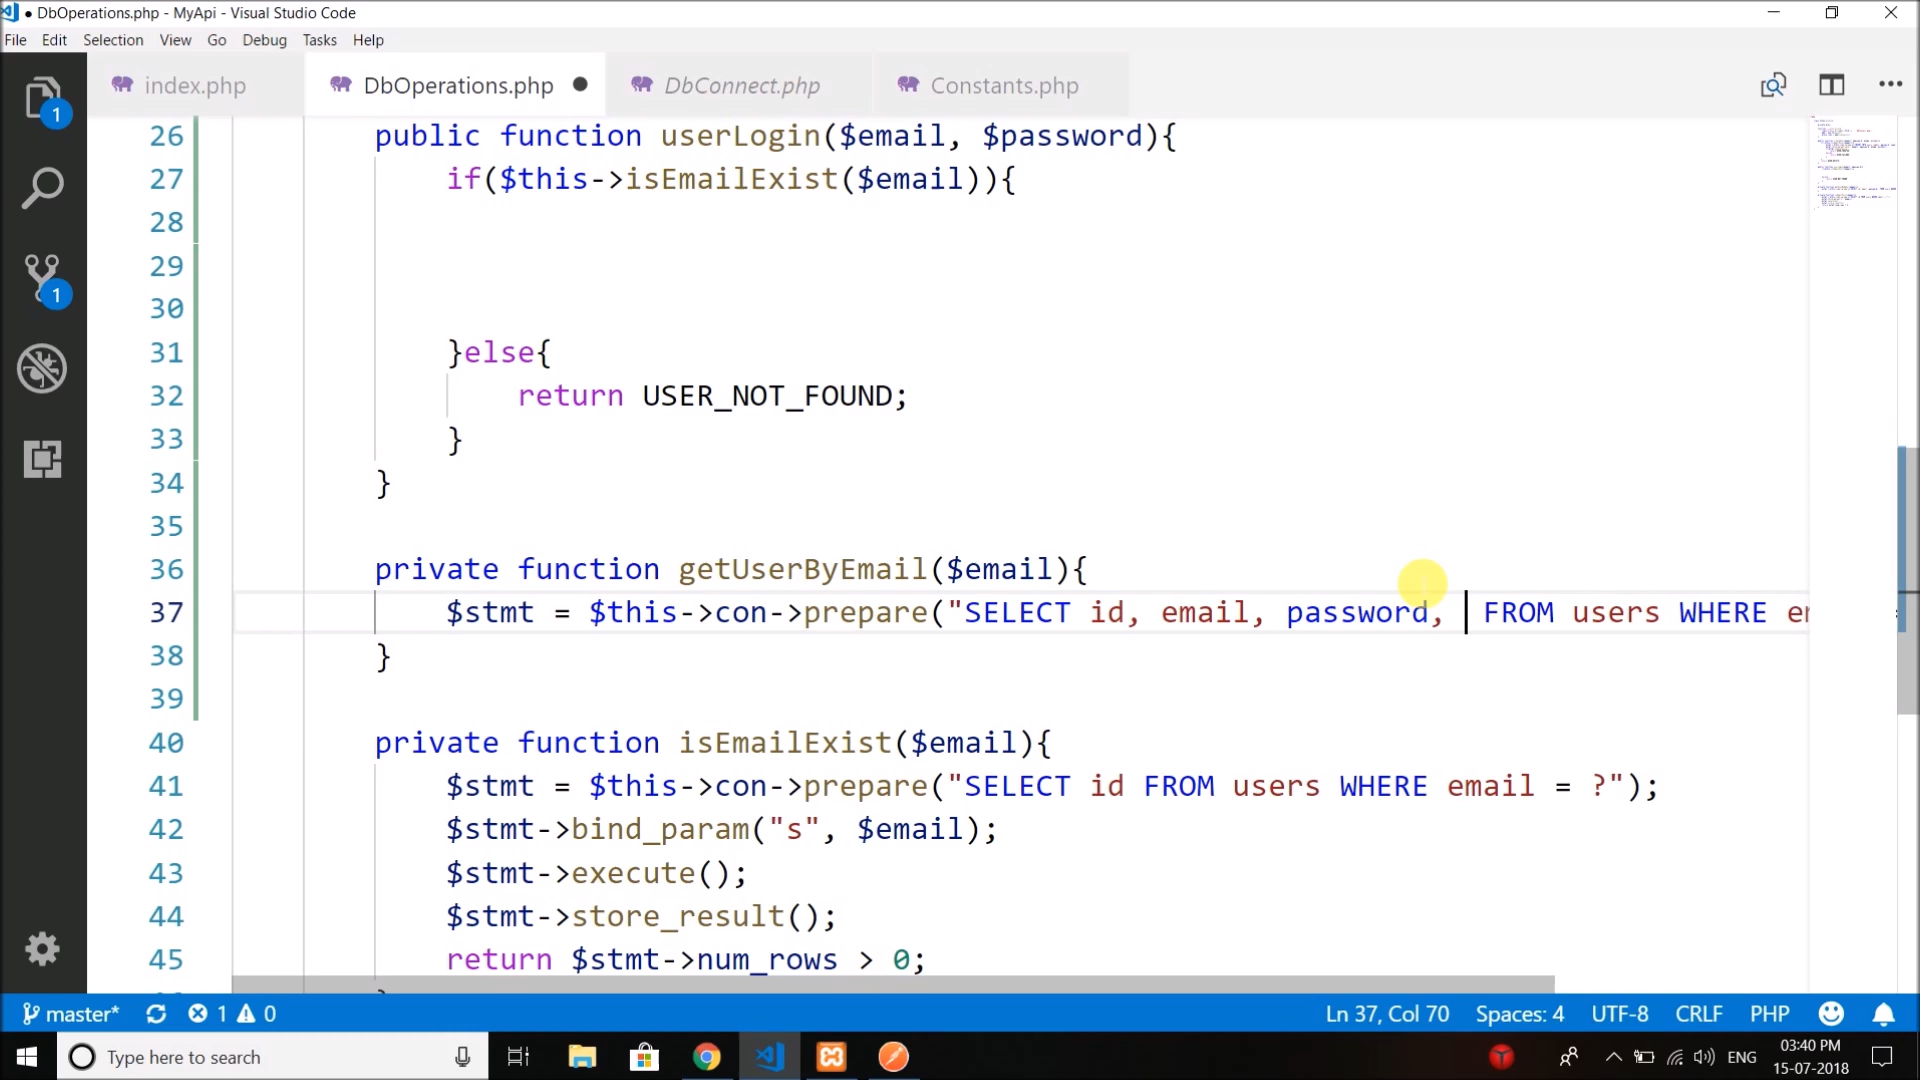 ● DbOperations.php - MyApi - Visual Studio Code
File Edit Selection View Go Debug Tasks Help
index.php DbOperations.php ● DbConnect.php Constants.php
26 public function userLogin($email, $password){
27 if($this->isEmailExist($email)){
28
29
30
31 }else{
32 return USER_NOT_FOUND;
33 }
34 }
35
36 private function getUserByEmail($email){
37 $stmt = $this->con->prepare("SELECT id, email, password, FROM users WHERE
38 }
39
40 private function isEmailExist($email){
41 $stmt = $this->con->prepare("SELECT id FROM users WHERE email = ?");
42 $stmt->bind_param("s", $email);
43 $stmt->execute();
44 $stmt->store_result();
45 return $stmt->num_rows > 0;
1
1
master* 1 0 Ln 37, Col 70 Spaces: 4 UTF-8 CRLF PHP
Type here to search ENG 03:40 PM
15-07-2018